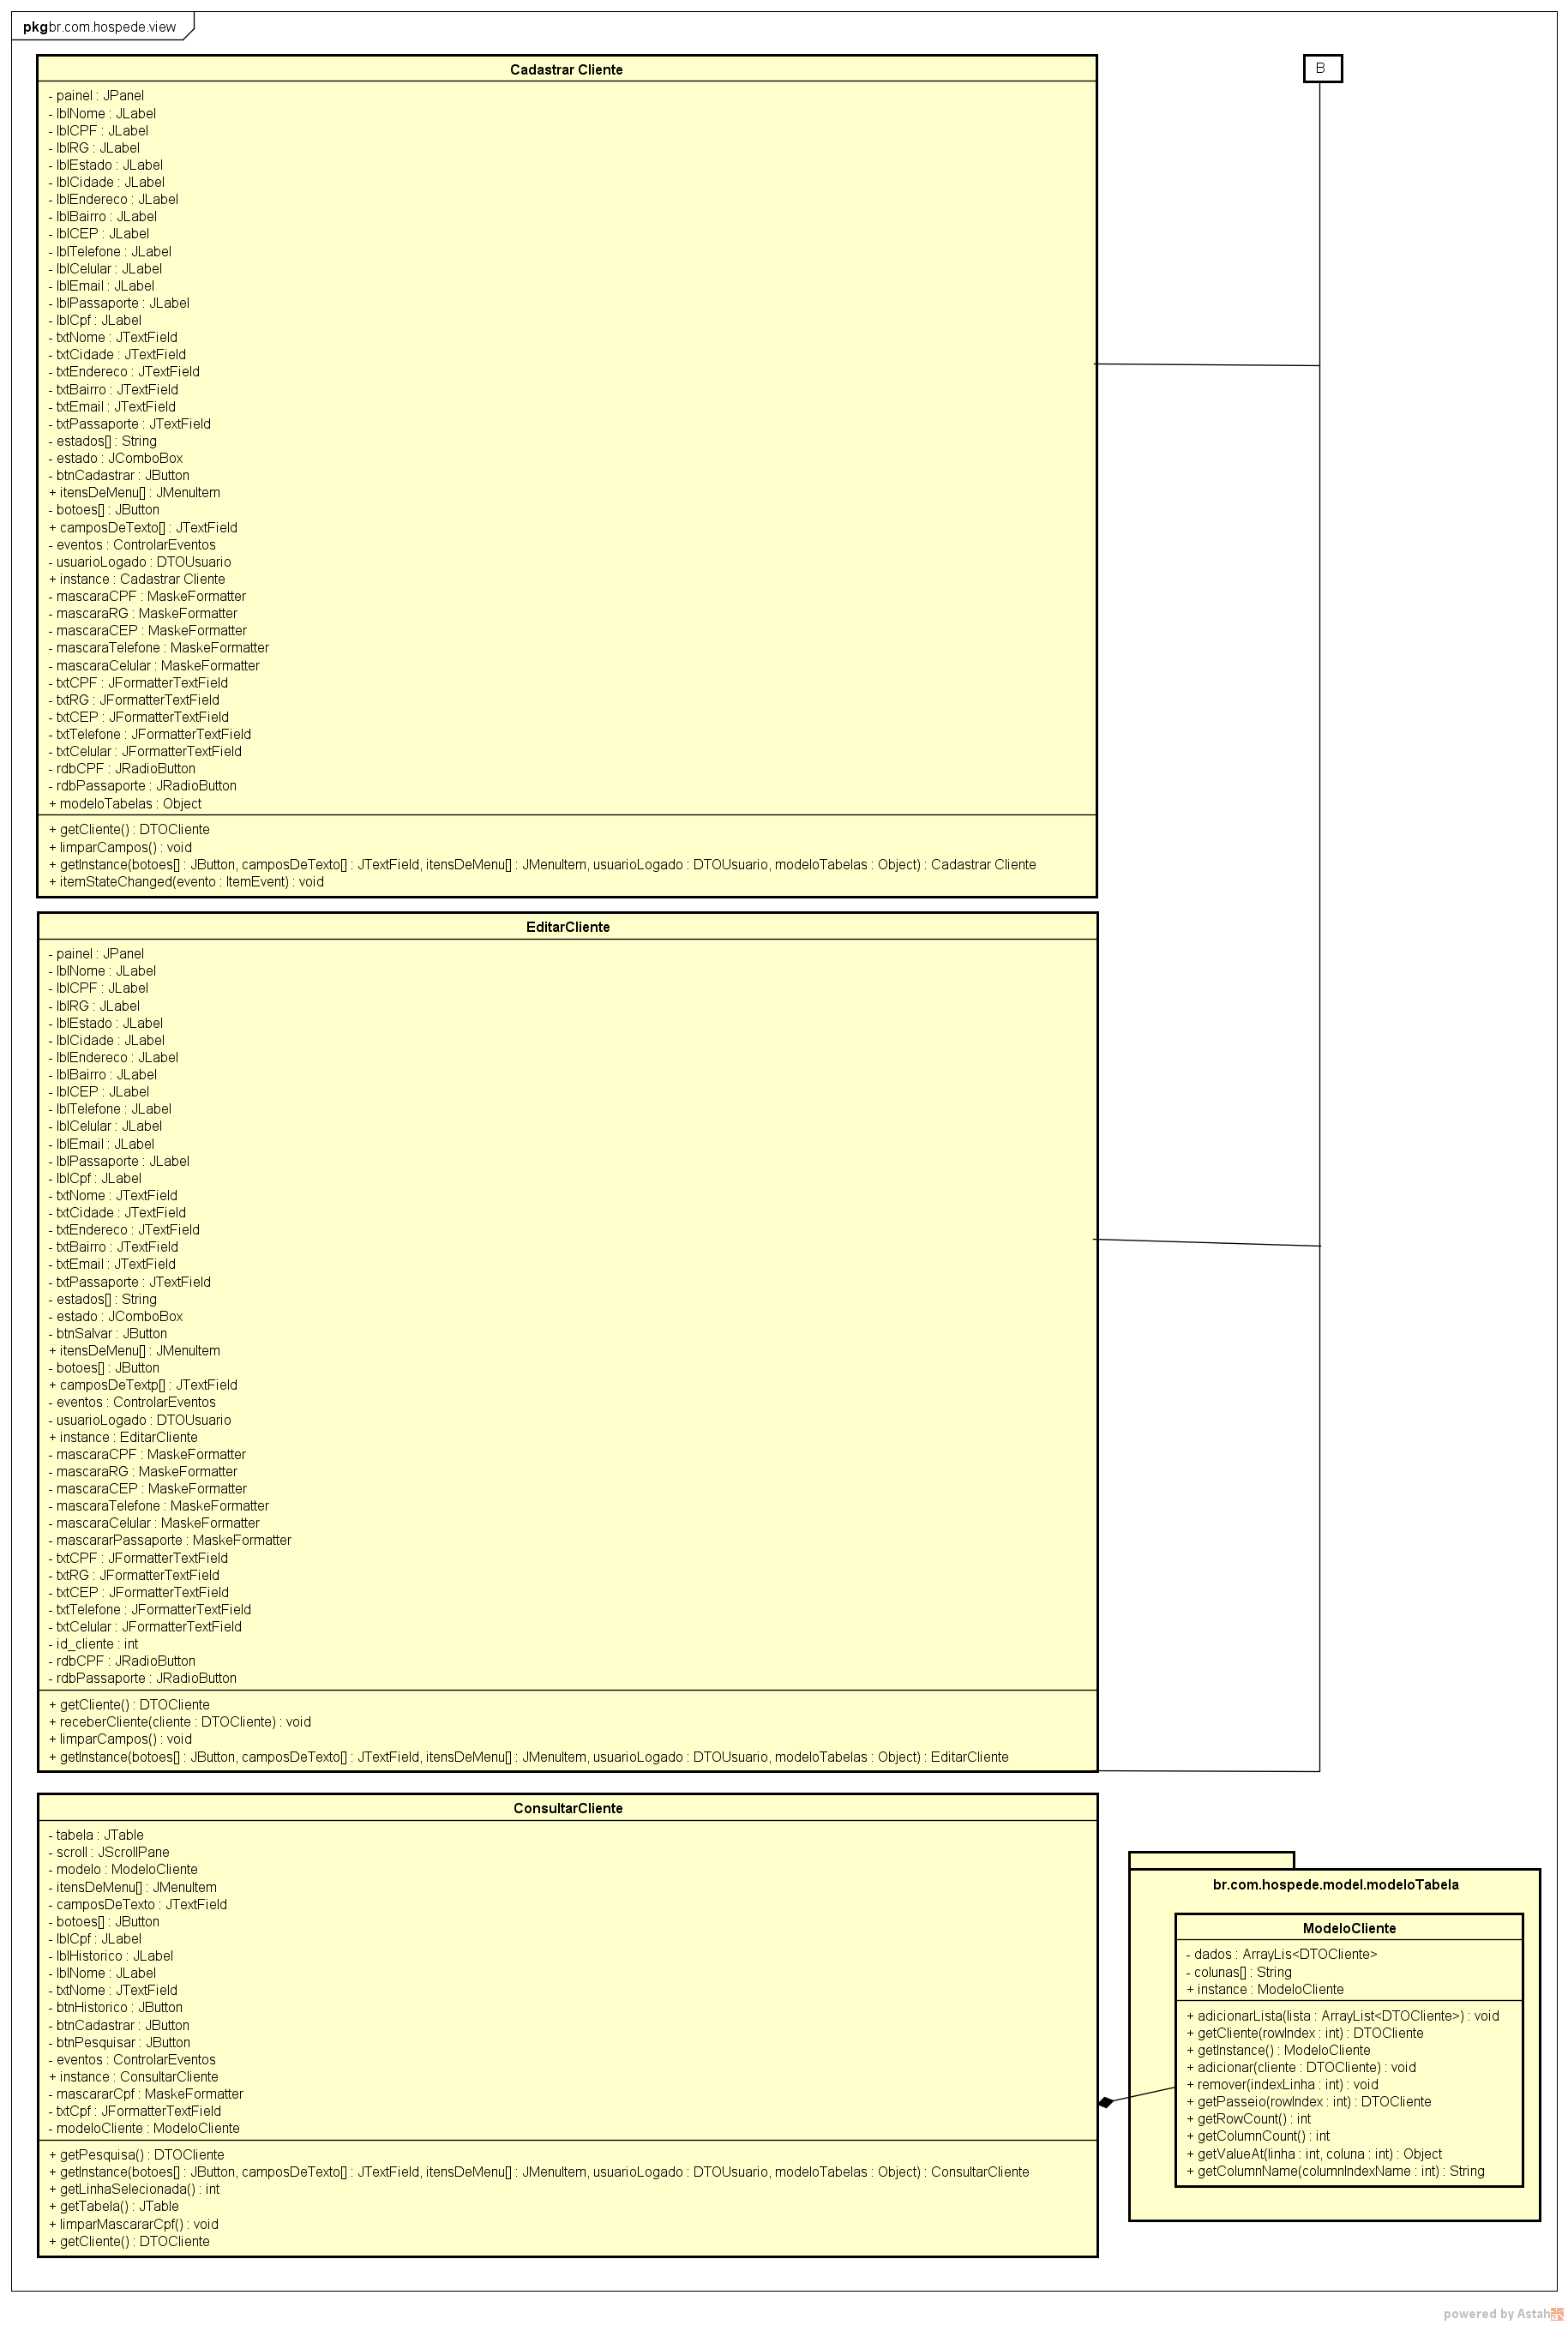 pkg br.com.hospede.view
Cadastrar Cliente
- painel : JPanel
- lblNome : JLabel
- lblCPF : JLabel
- lblRG : JLabel
- lblEstado : JLabel
- lblCidade : JLabel
- lblEndereco : JLabel
- lblBairro : JLabel
- lblCEP : JLabel
- lblTelefone : JLabel
- lblCelular : JLabel
- lblEmail : JLabel
- lblPassaporte : JLabel
- lblCpf : JLabel
- txtNome : JTextField
- txtCidade : JTextField
- txtEndereco : JTextField
- txtBairro : JTextField
- txtEmail : JTextField
- txtPassaporte : JTextField
- estados[] : String
- estado : JComboBox
- btnCadastrar : JButton
+ itensDeMenu[] : JMenuItem
- botoes[] : JButton
+ camposDeTexto[] : JTextField
- eventos : ControlarEventos
- usuarioLogado : DTOUsuario
+ instance : Cadastrar Cliente
- mascaraCPF : MaskeFormatter
- mascaraRG : MaskeFormatter
- mascaraCEP : MaskeFormatter
- mascaraTelefone : MaskeFormatter
- mascaraCelular : MaskeFormatter
- txtCPF : JFormatterTextField
- txtRG : JFormatterTextField
- txtCEP : JFormatterTextField
- txtTelefone : JFormatterTextField
- txtCelular : JFormatterTextField
- rdbCPF : JRadioButton
- rdbPassaporte : JRadioButton
+ modeloTabelas : Object
+ getCliente() : DTOCliente
+ limparCampos() : void
+ getInstance(botoes[] : JButton, camposDeTexto[] : JTextField, itensDeMenu[] : JMenuItem, usuarioLogado : DTOUsuario, modeloTabelas : Object) : Cadastrar Cliente
+ itemStateChanged(evento : ItemEvent) : void
B
EditarCliente
- painel : JPanel
- lblNome : JLabel
- lblCPF : JLabel
- lblRG : JLabel
- lblEstado : JLabel
- lblCidade : JLabel
- lblEndereco : JLabel
- lblBairro : JLabel
- lblCEP : JLabel
- lblTelefone : JLabel
- lblCelular : JLabel
- lblEmail : JLabel
- lblPassaporte : JLabel
- lblCpf : JLabel
- txtNome : JTextField
- txtCidade : JTextField
- txtEndereco : JTextField
- txtBairro : JTextField
- txtEmail : JTextField
- txtPassaporte : JTextField
- estados[] : String
- estado : JComboBox
- btnSalvar : JButton
+ itensDeMenu[] : JMenuItem
- botoes[] : JButton
+ camposDeTextp[] : JTextField
- eventos : ControlarEventos
- usuarioLogado : DTOUsuario
+ instance : EditarCliente
- mascaraCPF : MaskeFormatter
- mascaraRG : MaskeFormatter
- mascaraCEP : MaskeFormatter
- mascaraTelefone : MaskeFormatter
- mascaraCelular : MaskeFormatter
- mascararPassaporte : MaskeFormatter
- txtCPF : JFormatterTextField
- txtRG : JFormatterTextField
- txtCEP : JFormatterTextField
- txtTelefone : JFormatterTextField
- txtCelular : JFormatterTextField
- id_cliente : int
- rdbCPF : JRadioButton
- rdbPassaporte : JRadioButton
+ getCliente() : DTOCliente
+ receberCliente(cliente : DTOCliente) : void
+ limparCampos() : void
+ getInstance(botoes[] : JButton, camposDeTexto[] : JTextField, itensDeMenu[] : JMenuItem, usuarioLogado : DTOUsuario, modeloTabelas : Object) : EditarCliente
ConsultarCliente
- tabela : JTable
- scroll : JScrollPane
- modelo : ModeloCliente
- itensDeMenu[] : JMenuItem
- camposDeTexto : JTextField
- botoes[] : JButton
- lblCpf : JLabel
- lblHistorico : JLabel
- lblNome : JLabel
- txtNome : JTextField
- btnHistorico : JButton
- btnCadastrar : JButton
- btnPesquisar : JButton
- eventos : ControlarEventos
+ instance : ConsultarCliente
- mascararCpf : MaskeFormatter
- txtCpf : JFormatterTextField
- modeloCliente : ModeloCliente
+ getPesquisa() : DTOCliente
+ getInstance(botoes[] : JButton, camposDeTexto[] : JTextField, itensDeMenu[] : JMenuItem, usuarioLogado : DTOUsuario, modeloTabelas : Object) : ConsultarCliente
+ getLinhaSelecionada() : int
+ getTabela() : JTable
+ limparMascararCpf() : void
+ getCliente() : DTOCliente
br.com.hospede.model.modeloTabela
ModeloCliente
- dados : ArrayLis<DTOCliente>
- colunas[] : String
+ instance : ModeloCliente
+ adicionarLista(lista : ArrayList<DTOCliente>) : void
+ getCliente(rowIndex : int) : DTOCliente
+ getInstance() : ModeloCliente
+ adicionar(cliente : DTOCliente) : void
+ remover(indexLinha : int) : void
+ getPasseio(rowIndex : int) : DTOCliente
+ getRowCount() : int
+ getColumnCount() : int
+ getValueAt(linha : int, coluna : int) : Object
+ getColumnName(columnIndexName : int) : String
powered by Astah